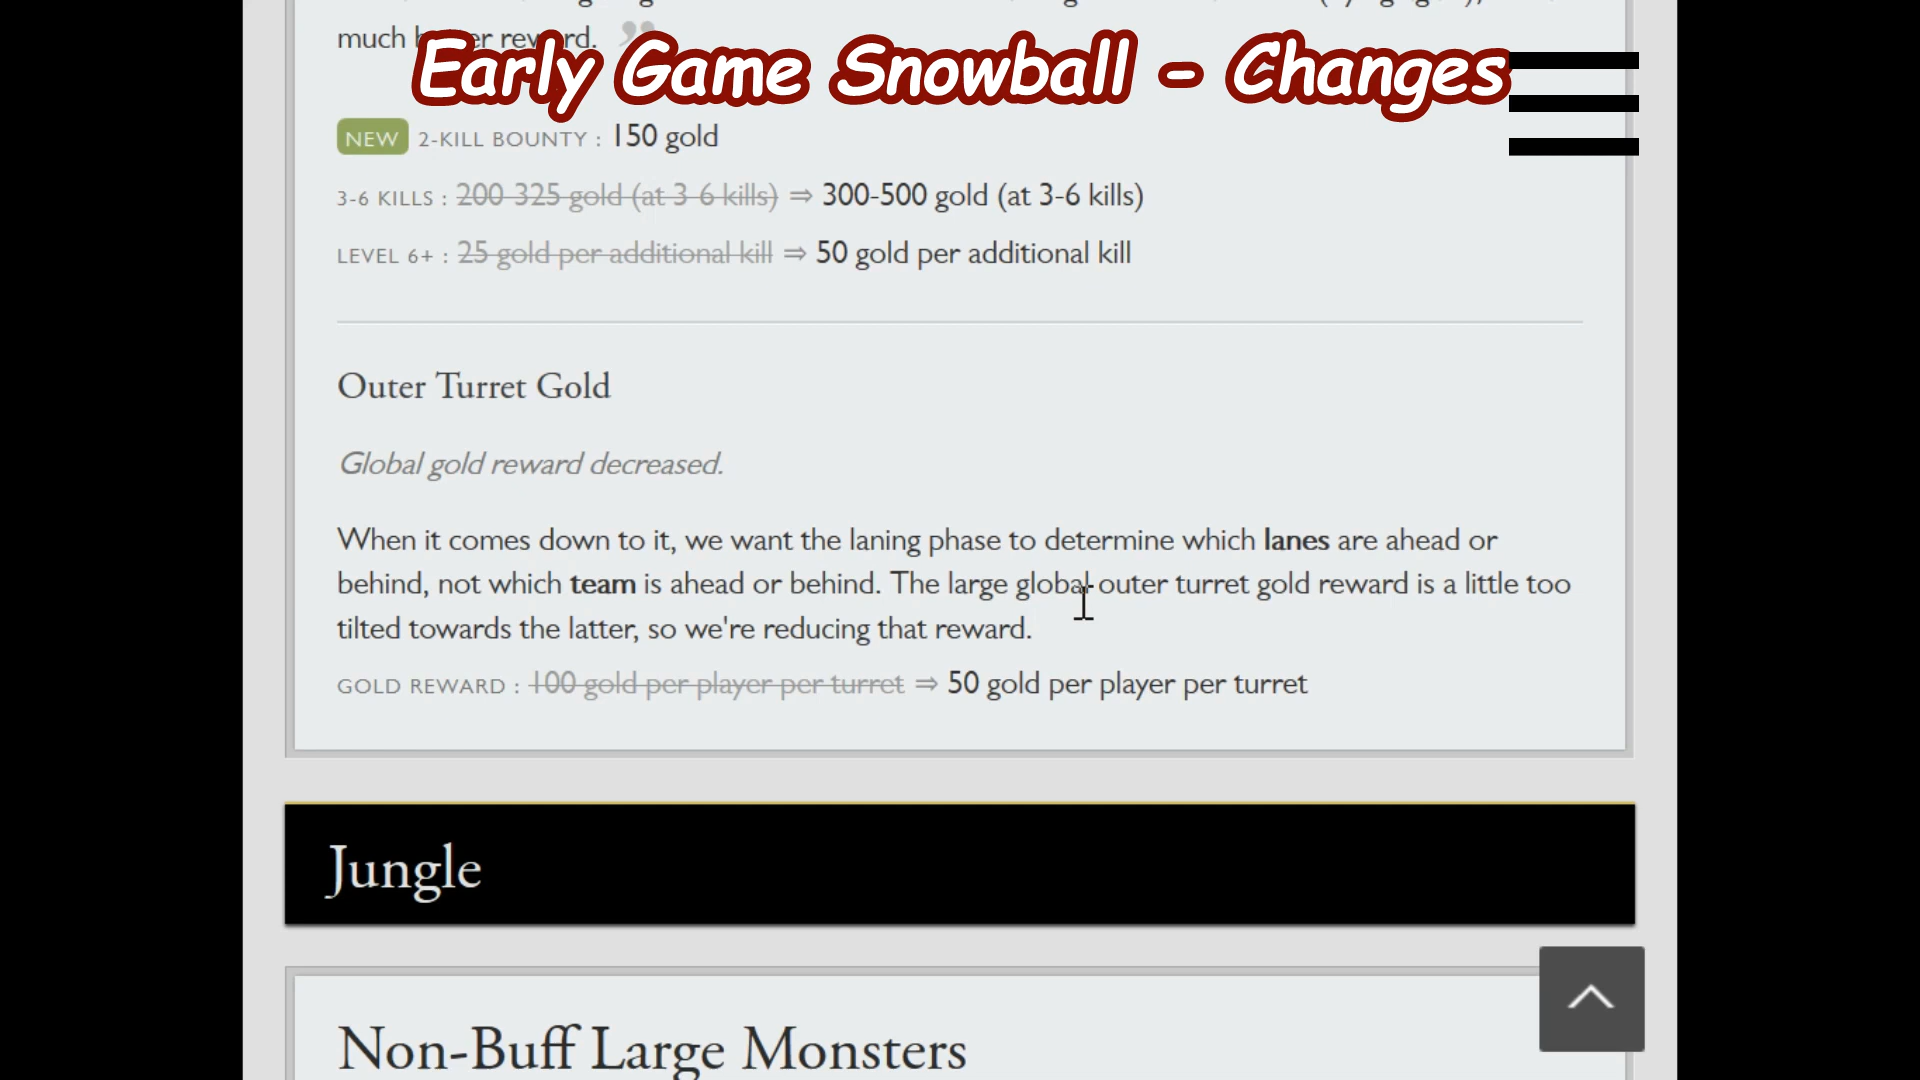 much rd.
Early Game Snowball - Changes
NEW 2-KILL BOUNTY : 150 gold
3-6 KILLS : 200-325 gold (at 3-6 kills) ⇒ 300-500 gold (at 3-6 kills)
LEVEL 6+ : 25 gold per additional kill ⇒ 50 gold per additional kill
Outer Turret Gold
Global gold reward decreased.
When it comes down to it, we want the laning phase to determine which lanes are ahead or
behind, not which team is ahead or behind. The large global outer turret gold reward is a little too
tilted towards the latter, so we're reducing that reward.
GOLD REWARD : 100 gold per player per turret ⇒ 50 gold per player per turret
Jungle
Non-Buff Large Monsters